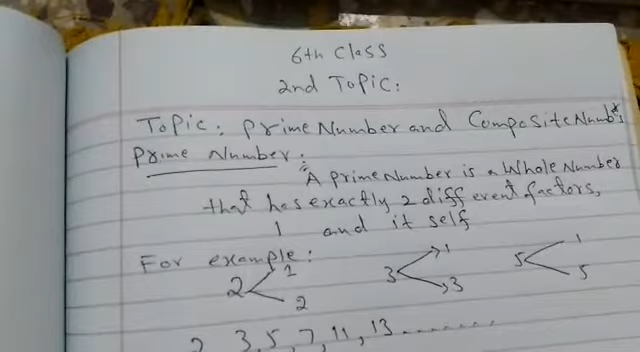 6th Class
2nd Topic:
Topic: Prime Number and Composite Number's
Prime Number:
"A prime Number is a Whole Number
that has exactly 2 different factors,
1 and it self
For example:
2 1 2 3 1 3 5 1 5
2, 3, 5, 7, 11, 13........